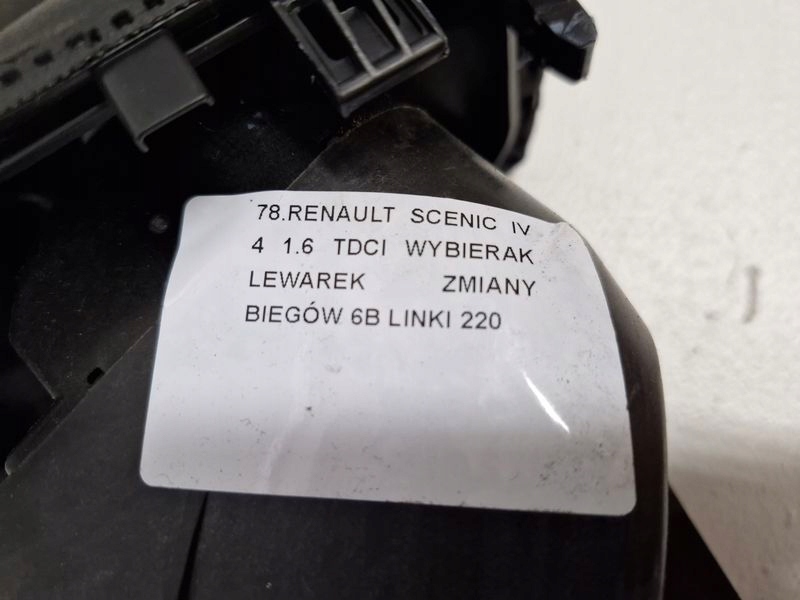 78.RENAULT SCENIC IV
4 1.6 TDCI WYBIERAK
LEWAREK ZMIANY
BIEGÓW 6B LINKI 220